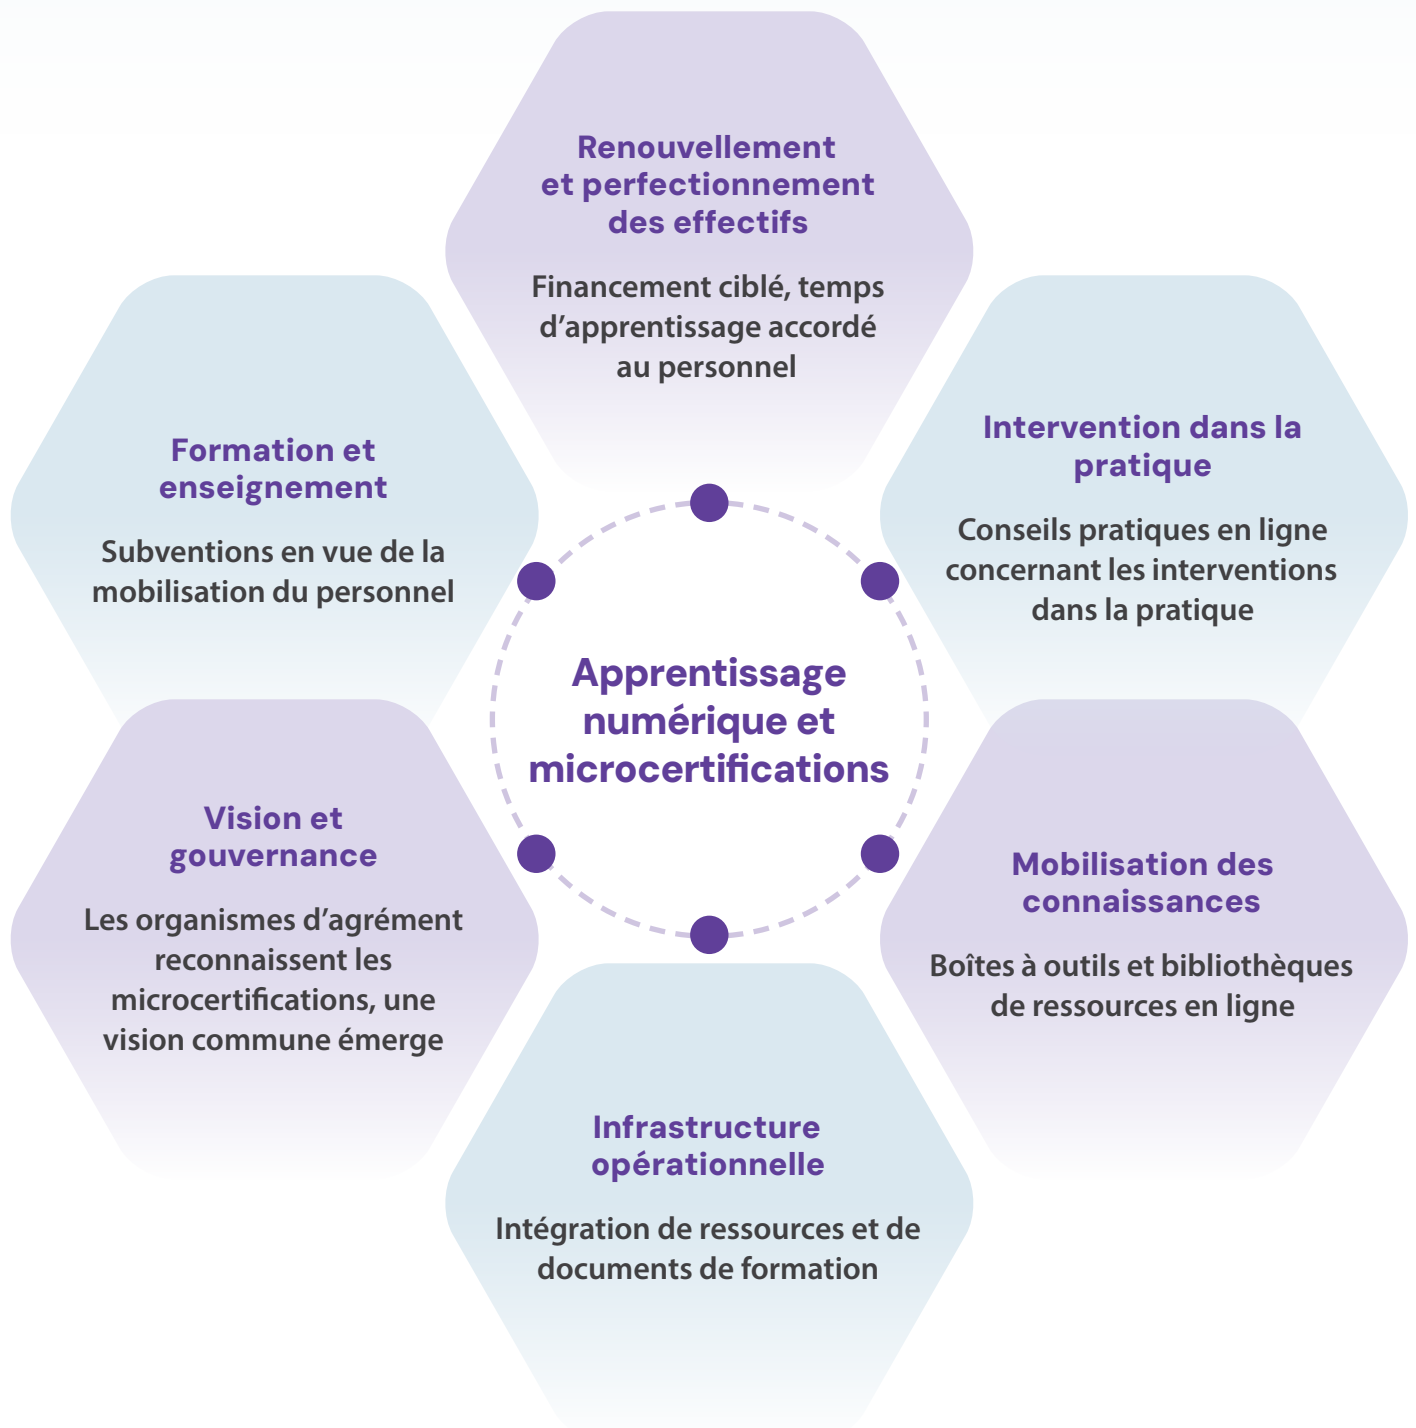 Renouvellement
et perfectionnement
des effectifs
Financement ciblé, temps
d’apprentissage accordé
au personnel
Intervention dans la
pratique
Conseils pratiques en ligne
concernant les interventions
dans la pratique
Mobilisation des
connaissances
Boîtes à outils et bibliothèques
de ressources en ligne
Infrastructure
opérationnelle
Intégration de ressources et de
documents de formation
Vision et
gouvernance
Les organismes d’agrément
reconnaissent les
microcertifications, une
vision commune émerge
Formation et
enseignement
Subventions en vue de la
mobilisation du personnel
Apprentissage
numérique et
microcertifications